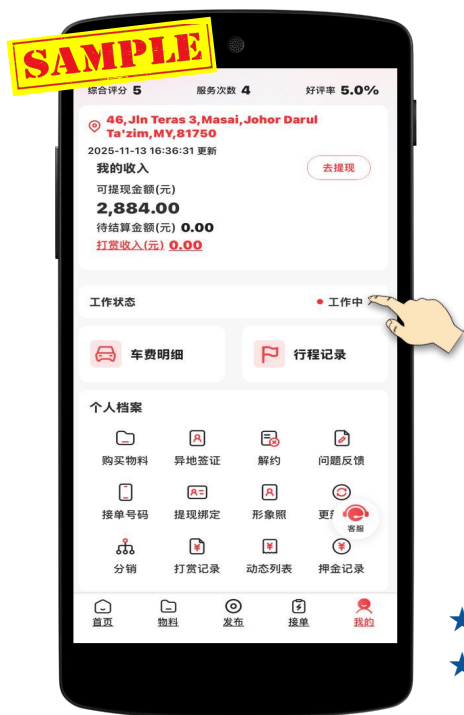 SAMPLE
综合评分 5 服务次数 4 好评率 5.0%
46,Jln Teras 3,Masai,Johor Darul
Ta'zim,MY,81750
2025-11-13 16:36:31 更新
我的收入
去提现
可提现金额(元)
2,884.00
待结算金额(元) 0.00
打赏收入(元) 0.00
工作状态 工作中
车费明细 行程记录
个人档案
购买物料 异地签证 解约 问题反馈
接单号码 提现绑定 形象照
客服
分销 打赏记录 动态列表 押金记录
首页 物料 发布 接单 我的